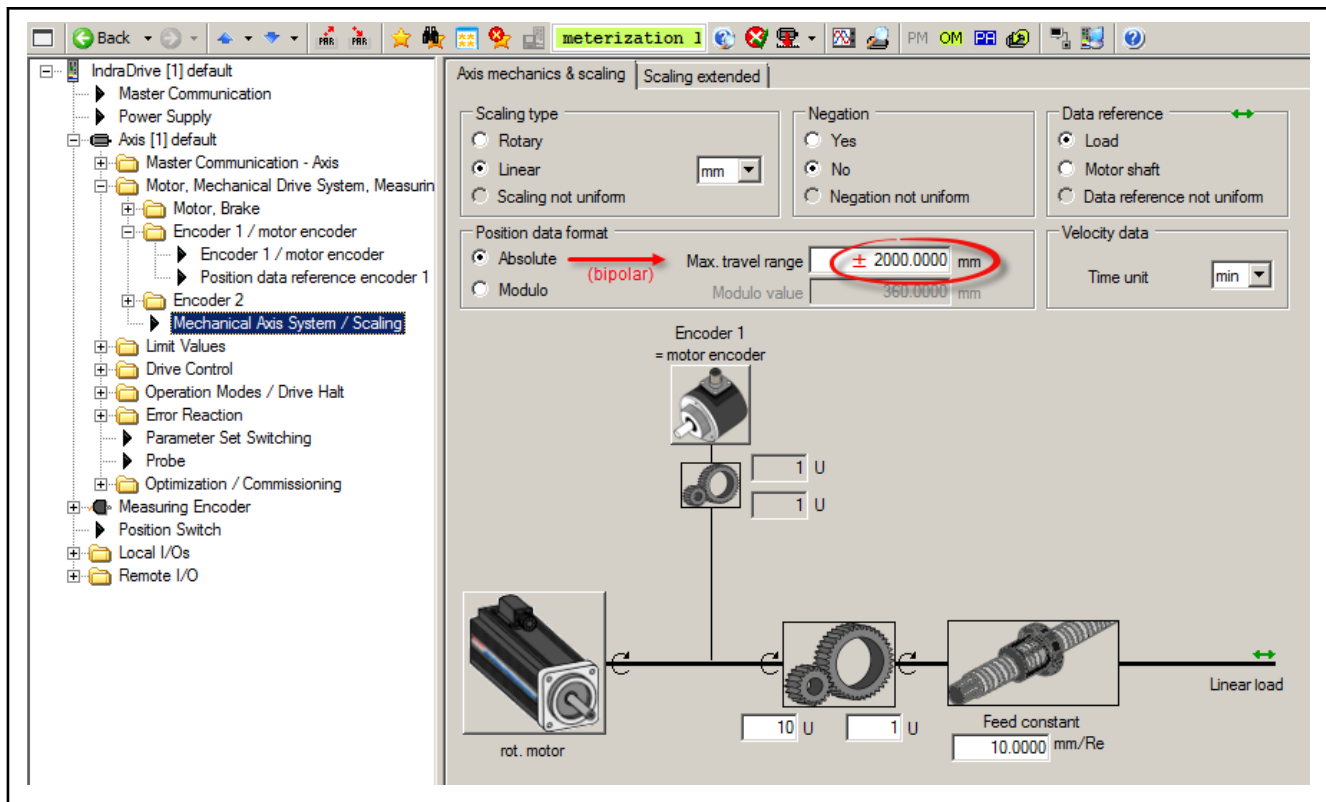 Back PAR PAR meterization l PM OM PA
IndraDrive [1] default
Master Communication
Power Supply
Axis [1] default
Master Communication - Axis
Motor, Mechanical Drive System, Measurin
Motor, Brake
Encoder 1 / motor encoder
Encoder 1 / motor encoder
Position data reference encoder 1
Encoder 2
Mechanical Axis System / Scaling
Limit Values
Drive Control
Operation Modes / Drive Halt
Error Reaction
Parameter Set Switching
Probe
Optimization / Commissioning
Measuring Encoder
Position Switch
Local I/Os
Remote I/O
Axis mechanics & scaling Scaling extended
Scaling type
Rotary
Linear mm
Scaling not uniform
Negation
Yes
No
Negation not uniform
Data reference
Load
Motor shaft
Data reference not uniform
Position data format
Absolute (bipolar) Max. travel range ± 2000.0000 mm
Modulo Modulo value 360.0000 mm
Velocity data
Time unit min
Encoder 1
= motor encoder
1 U
1 U
rot. motor
10 U 1 U
Feed constant
10.0000 mm/Re
Linear load